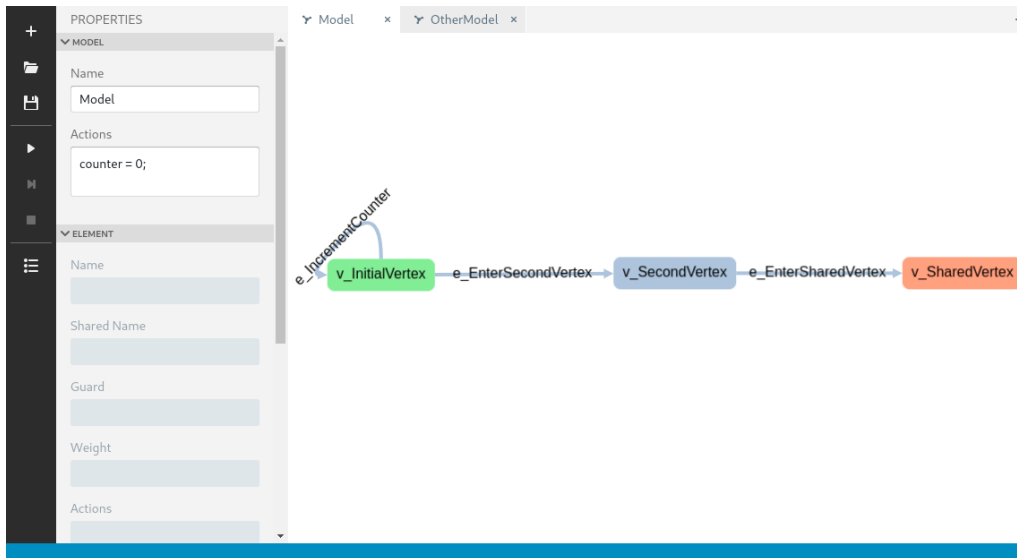 PROPERTIES
MODEL
Name
Model
Actions
counter = 0;
ELEMENT
Name
Shared Name
Guard
Weight
Actions
Model ×
OtherModel ×
e_IncrementCounter
v_InitialVertex
e_EnterSecondVertex
v_SecondVertex
e_EnterSharedVertex
v_SharedVertex